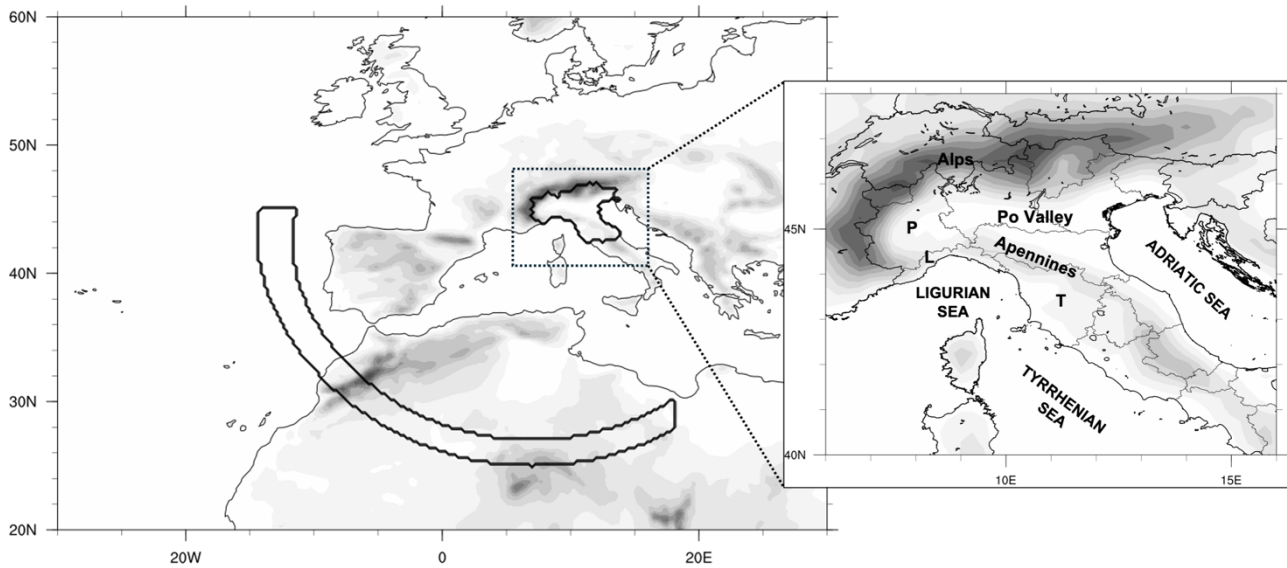 60N
50N
40N
30N
20N
20W
0
20E
Alps
Po Valley
P
45N
L
Apennines
ADRIATIC SEA
LIGURIAN
SEA
T
TYRRHENIAN
SEA
40N
10E
15E